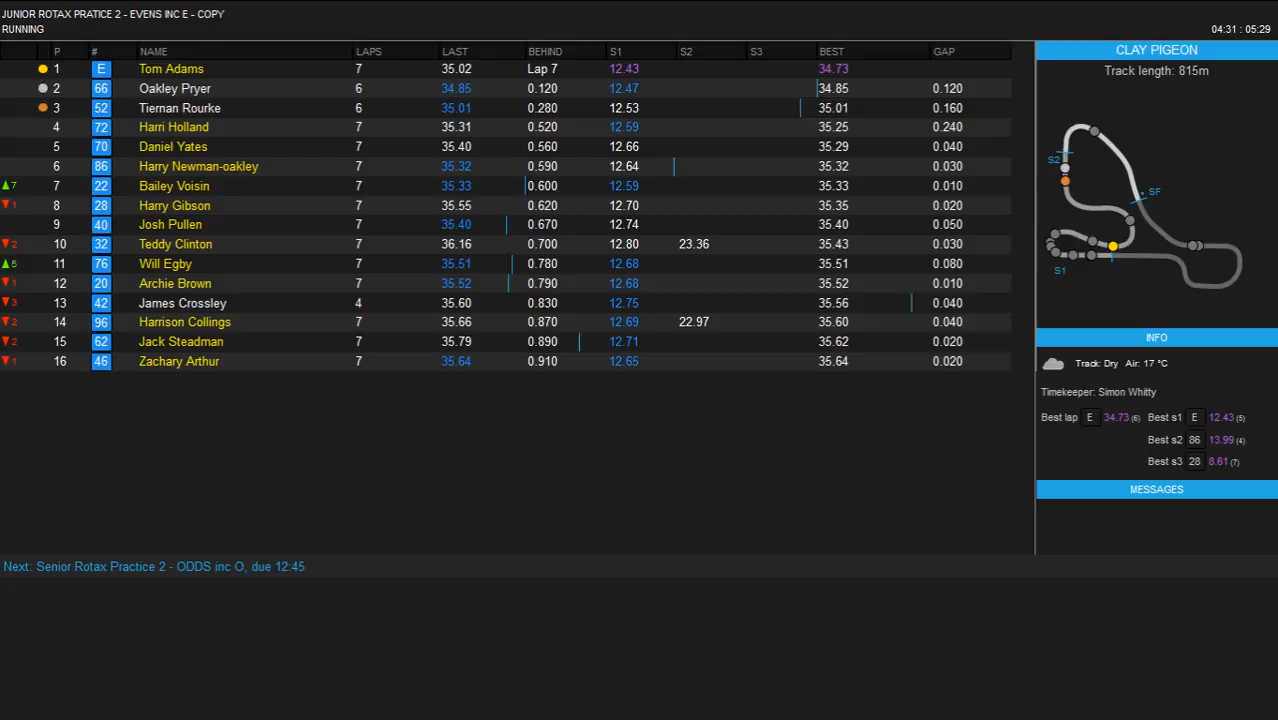 JUNIOR ROTAX PRATICE 2 - EVENS INC E - COPY
RUNNING
04:31 : 05:29
P # NAME LAPS LAST BEHIND S1 S2 S3 BEST GAP
1 E Tom Adams 7 35.02 Lap 7 12.43 34.73
2 66 Oakley Pryer 6 34.85 0.120 12.47 34.85 0.120
3 52 Tiernan Rourke 6 35.01 0.280 12.53 35.01 0.160
4 72 Harri Holland 7 35.31 0.520 12.59 35.25 0.240
5 70 Daniel Yates 7 35.40 0.560 12.66 35.29 0.040
6 86 Harry Newman-oakley 7 35.32 0.590 12.64 35.32 0.030
7 7 22 Bailey Voisin 7 35.33 0.600 12.59 35.33 0.010
1 8 28 Harry Gibson 7 35.55 0.620 12.70 35.35 0.020
9 40 Josh Pullen 7 35.40 0.670 12.74 35.40 0.050
2 10 32 Teddy Clinton 7 36.16 0.700 12.80 23.36 35.43 0.030
5 11 76 Will Egby 7 35.51 0.780 12.68 35.51 0.080
1 12 20 Archie Brown 7 35.52 0.790 12.68 35.52 0.010
3 13 42 James Crossley 4 35.60 0.830 12.75 35.56 0.040
2 14 96 Harrison Collings 7 35.66 0.870 12.69 22.97 35.60 0.040
2 15 62 Jack Steadman 7 35.79 0.890 12.71 35.62 0.020
1 16 46 Zachary Arthur 7 35.64 0.910 12.65 35.64 0.020
CLAY PIGEON
Track length: 815m
S2
SF
S1
INFO
Track: Dry Air: 17 °C
Timekeeper: Simon Whitty
Best lap E 34.73 (6) Best s1 E 12.43 (5)
Best s2 86 13.99 (4)
Best s3 28 8.61 (7)
MESSAGES
Next: Senior Rotax Practice 2 - ODDS inc O, due 12:45